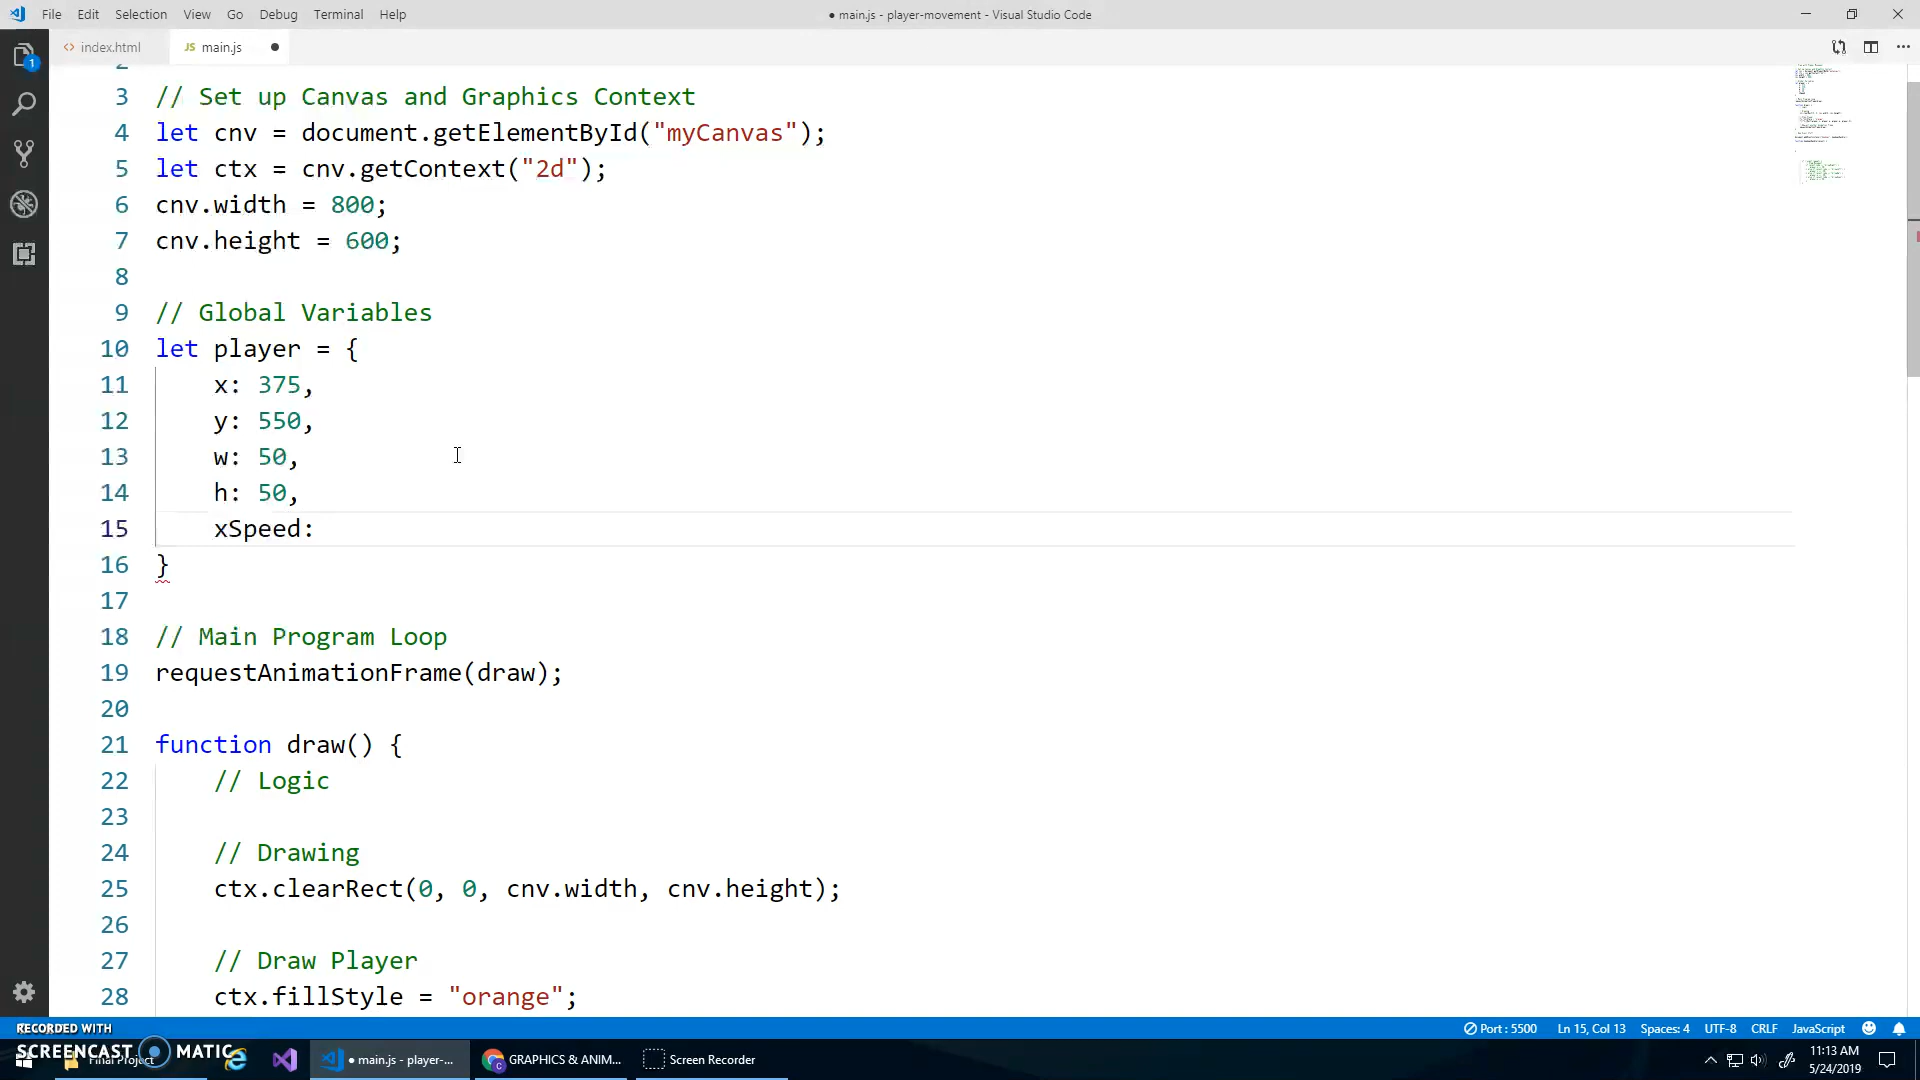 File Edit Selection View Go Debug Terminal Help
● main.js - player-movement - Visual Studio Code
<> index.html
JS main.js ●
1
2
3 // Set up Canvas and Graphics Context
4 let cnv = document.getElementById("myCanvas");
5 let ctx = cnv.getContext("2d");
6 cnv.width = 800;
7 cnv.height = 600;
8
9 // Global Variables
10 let player = {
11 x: 375,
12 y: 550,
13 w: 50,
14 h: 50,
15 xSpeed:
16 }
17
18 // Main Program Loop
19 requestAnimationFrame(draw);
20
21 function draw() {
22 // Logic
23
24 // Drawing
25 ctx.clearRect(0, 0, cnv.width, cnv.height);
26
27 // Draw Player
28 ctx.fillStyle = "orange";
Port : 5500 Ln 15, Col 13 Spaces: 4 UTF-8 CRLF JavaScript
RECORDED WITH
SCREENCAST MATIC
Final Project
● main.js - player-...
GRAPHICS & ANIM...
Screen Recorder
11:13 AM
5/24/2019